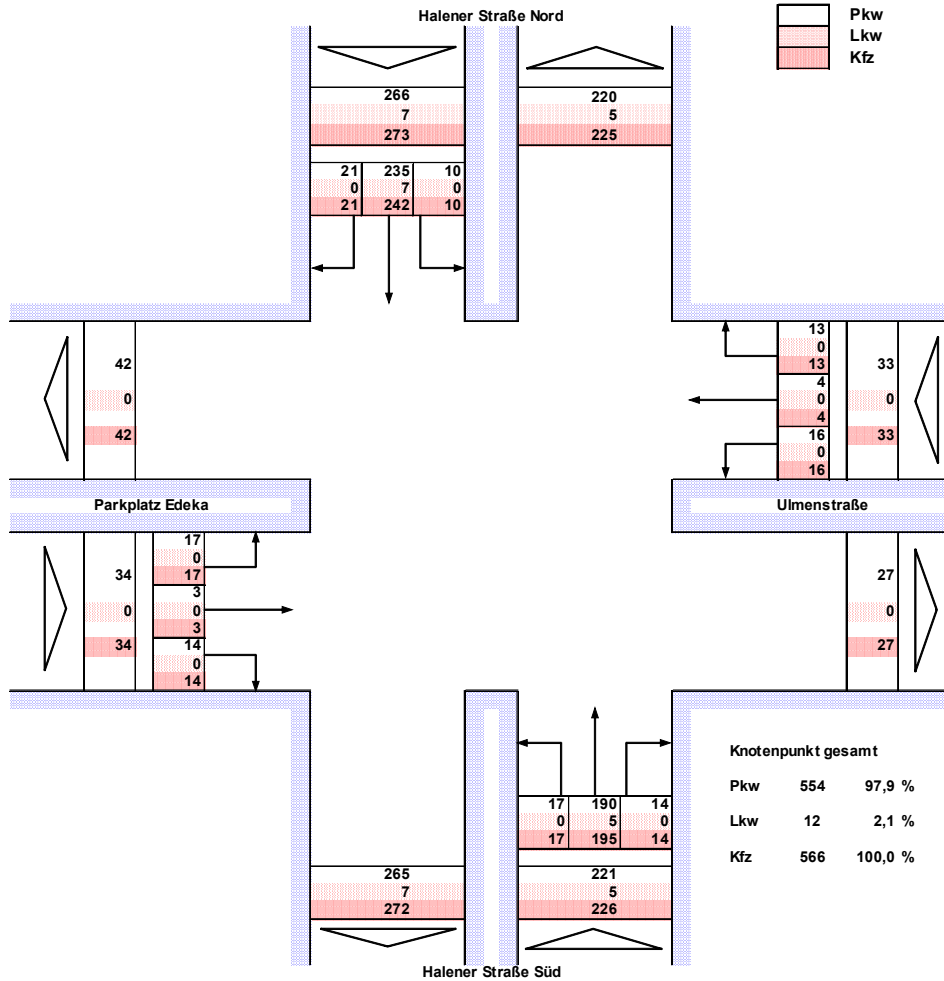 Halener Straße Nord
Pkw
Lkw
Kfz
266
7
273
220
5
225
21 235 10
0 7 0
21 242 10
42
0
42
13
0
13
4
0
4
16
0
16
33
0
33
Parkplatz Edeka
Ulmenstraße
34
0
34
17
0
17
3
0
3
14
0
14
27
0
27
Knotenpunkt gesamt
Pkw 554 97,9 %
Lkw 12 2,1 %
Kfz 566 100,0 %
17 190 14
0 5 0
17 195 14
265
7
272
221
5
226
Halener Straße Süd